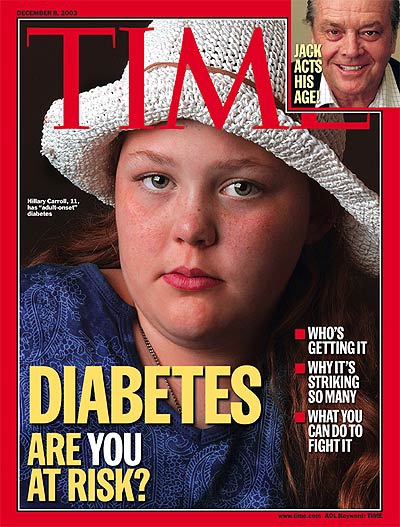 DECEMBER 8, 2003
TIME
JACK
ACTS
HIS
AGE!
Hillary Carroll, 11,
has "adult-onset"
diabetes
WHO'S
GETTING IT
WHY IT'S
STRIKING
SO MANY
WHAT YOU
CAN DO TO
FIGHT IT
DIABETES
ARE YOU
AT RISK?
www.time.com AOL Keyword: TIME